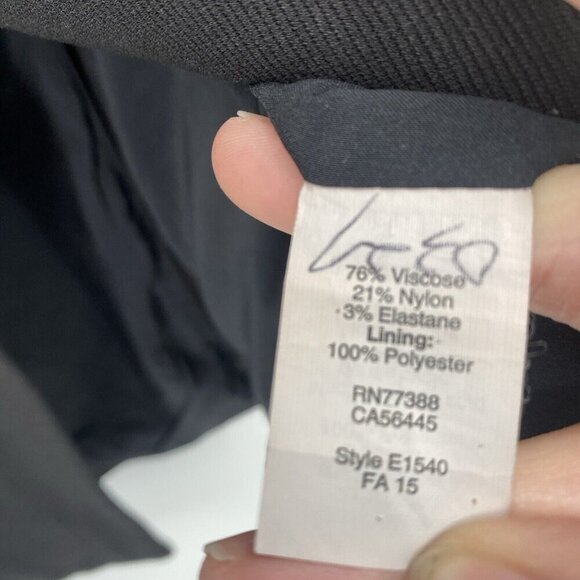 76% Viscose
21% Nylon
3% Elastane
Lining:
100% Polyester
RN77388
CA56445
Style E1540
FA 15